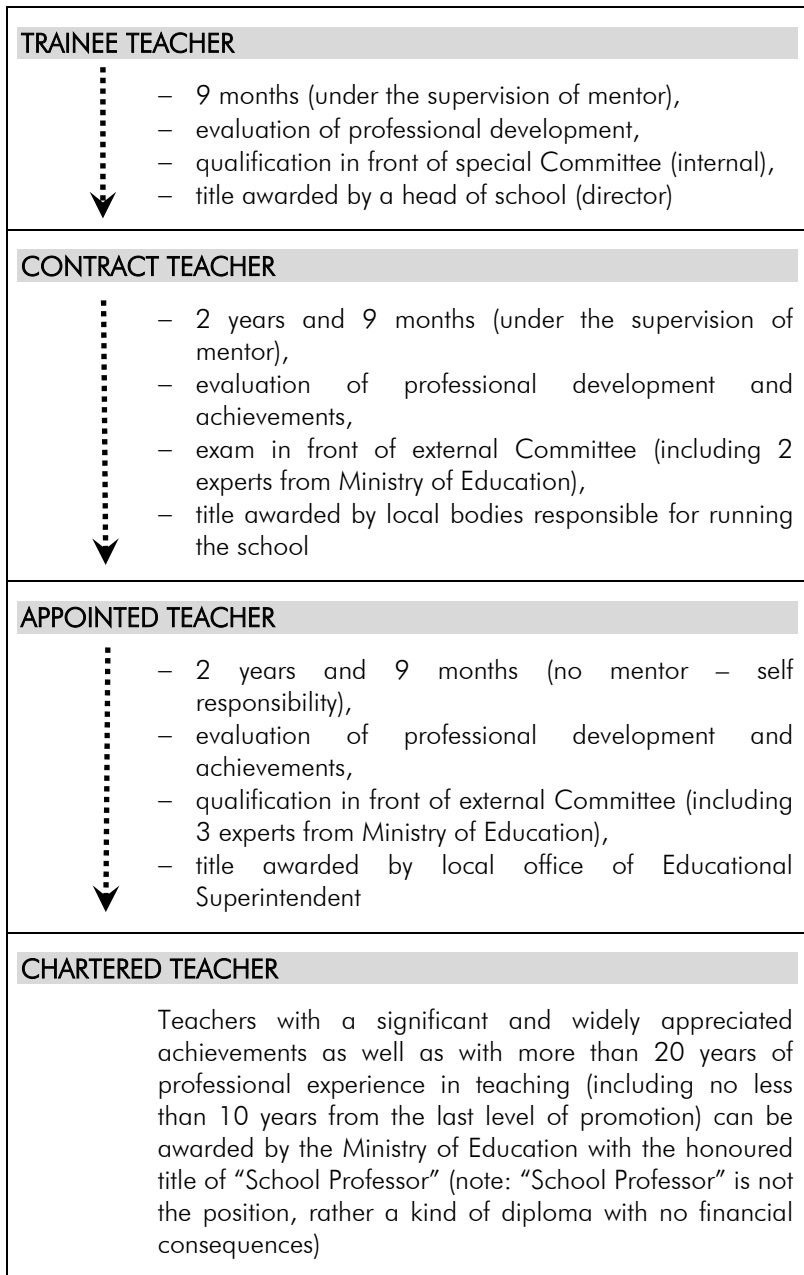 TRAINEE TEACHER
– 9 months (under the supervision of mentor),
– evaluation of professional development,
– qualification in front of special Committee (internal),
– title awarded by a head of school (director)
CONTRACT TEACHER
– 2 years and 9 months (under the supervision of
mentor),
– evaluation of professional development and
achievements,
– exam in front of external Committee (including 2
experts from Ministry of Education),
– title awarded by local bodies responsible for running
the school
APPOINTED TEACHER
– 2 years and 9 months (no mentor – self
responsibility),
– evaluation of professional development and
achievements,
– qualification in front of external Committee (including
3 experts from Ministry of Education),
– title awarded by local office of Educational
Superintendent
CHARTERED TEACHER
Teachers with a significant and widely appreciated
achievements as well as with more than 20 years of
professional experience in teaching (including no less
than 10 years from the last level of promotion) can be
awarded by the Ministry of Education with the honoured
title of “School Professor” (note: “School Professor” is not
the position, rather a kind of diploma with no financial
consequences)